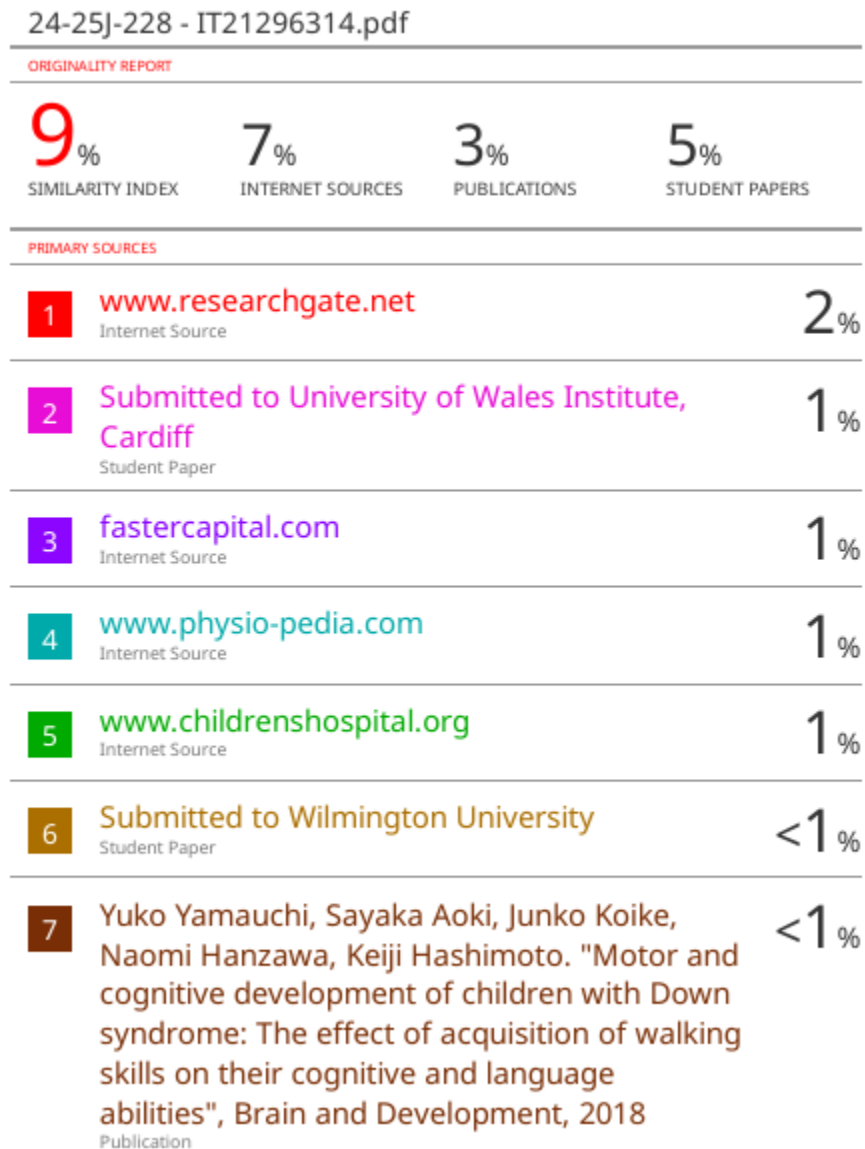 24-25J-228 - IT21296314.pdf
ORIGINALITY REPORT
9% 7% 3% 5%
SIMILARITY INDEX INTERNET SOURCES PUBLICATIONS STUDENT PAPERS
PRIMARY SOURCES
1 www.researchgate.net 2%
Internet Source
2 Submitted to University of Wales Institute, 1%
Cardiff
Student Paper
3 fastercapital.com 1%
Internet Source
4 www.physio-pedia.com 1%
Internet Source
5 www.childrenshospital.org 1%
Internet Source
6 Submitted to Wilmington University <1%
Student Paper
7 Yuko Yamauchi, Sayaka Aoki, Junko Koike, <1%
Naomi Hanzawa, Keiji Hashimoto. "Motor and
cognitive development of children with Down
syndrome: The effect of acquisition of walking
skills on their cognitive and language
abilities", Brain and Development, 2018
Publication